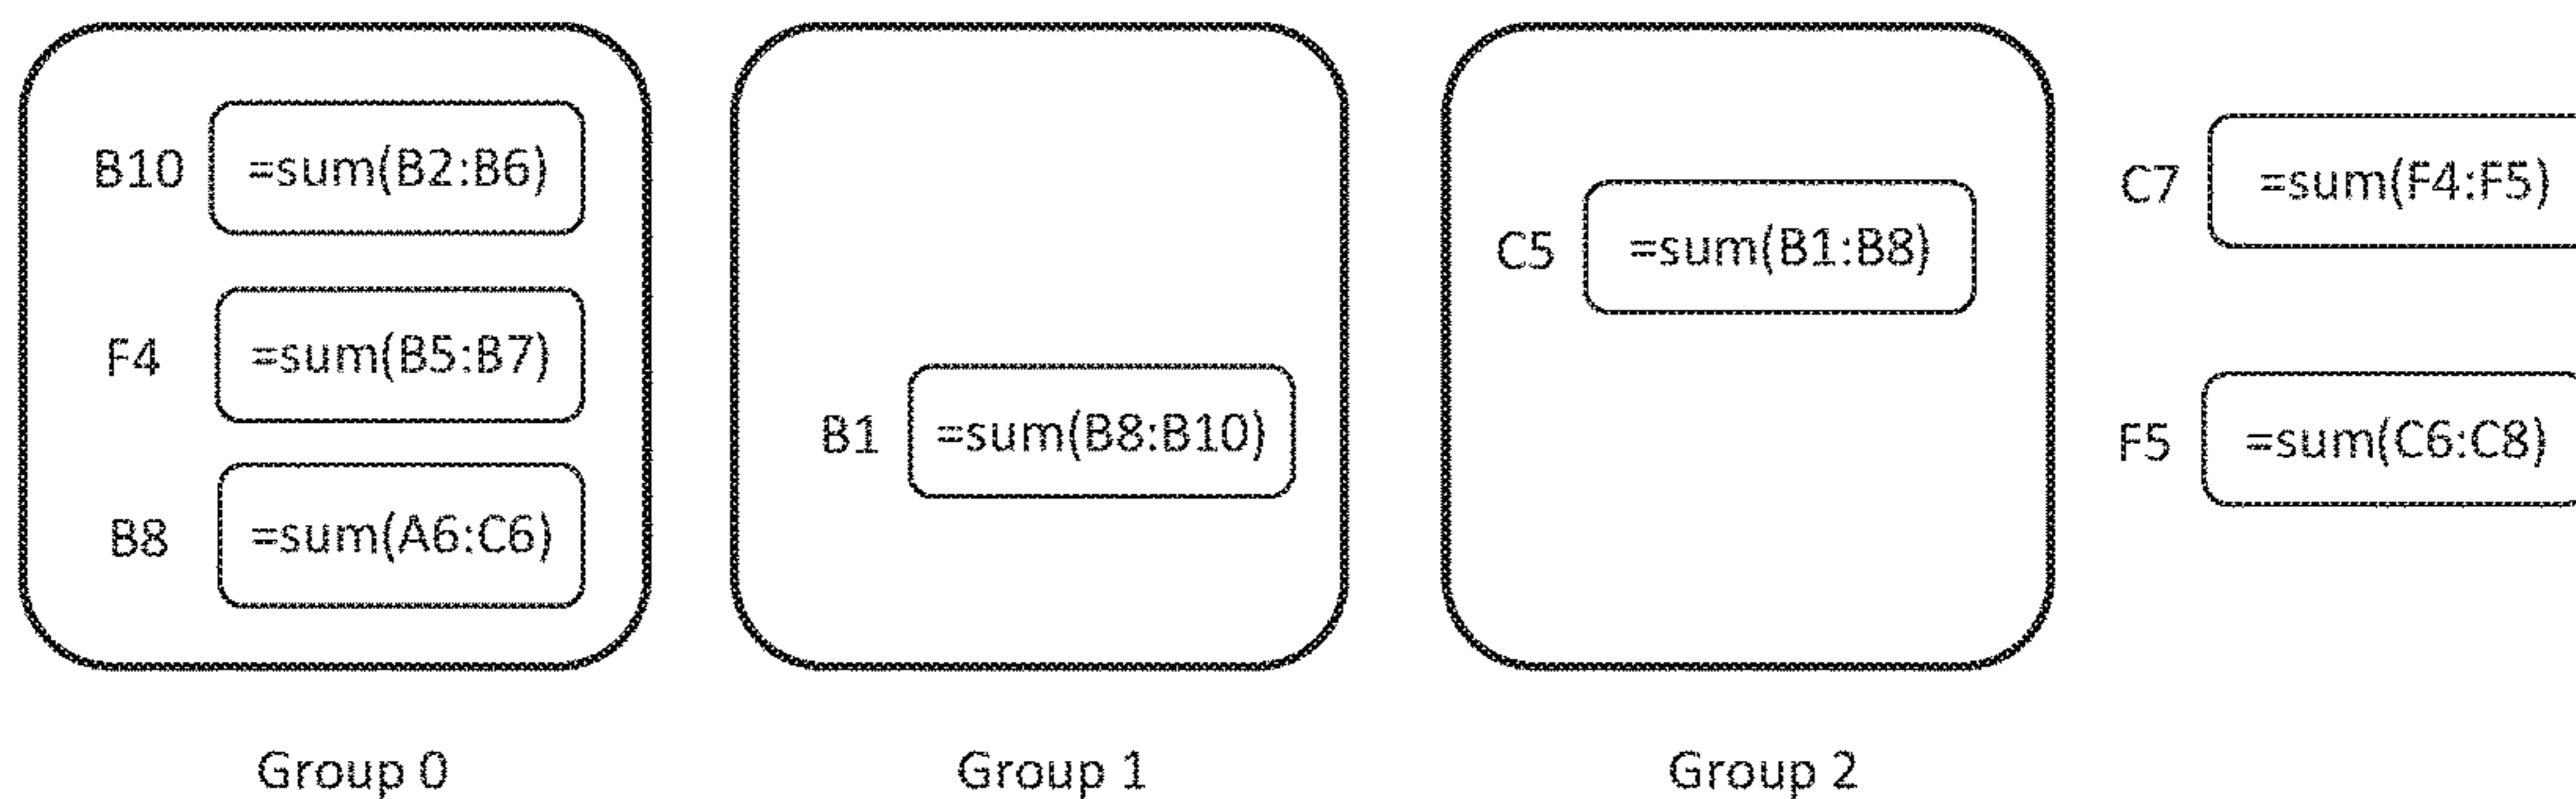 B10 =sum(B2:B6)
F4 =sum(B5:B7)
B8 =sum(A6:C6)
Group 0
B1 =sum(B8:B10)
Group 1
C5 =sum(B1:B8)
Group 2
C7 =sum(F4:F5)
F5 =sum(C6:C8)